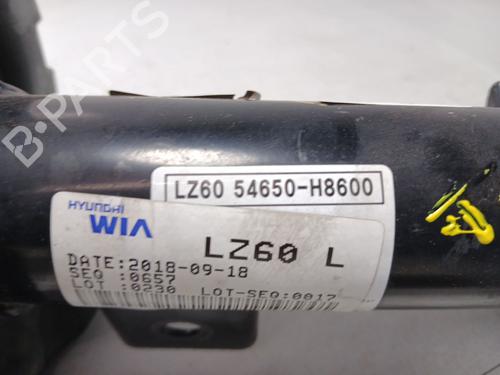 B-PARTS
LZ60 54650-H8600
HYUNDAI
WIA
LZ60 L
DATE:2018-09-18
SEQ :0657
LOT :0230 LOT-SEQ:0017